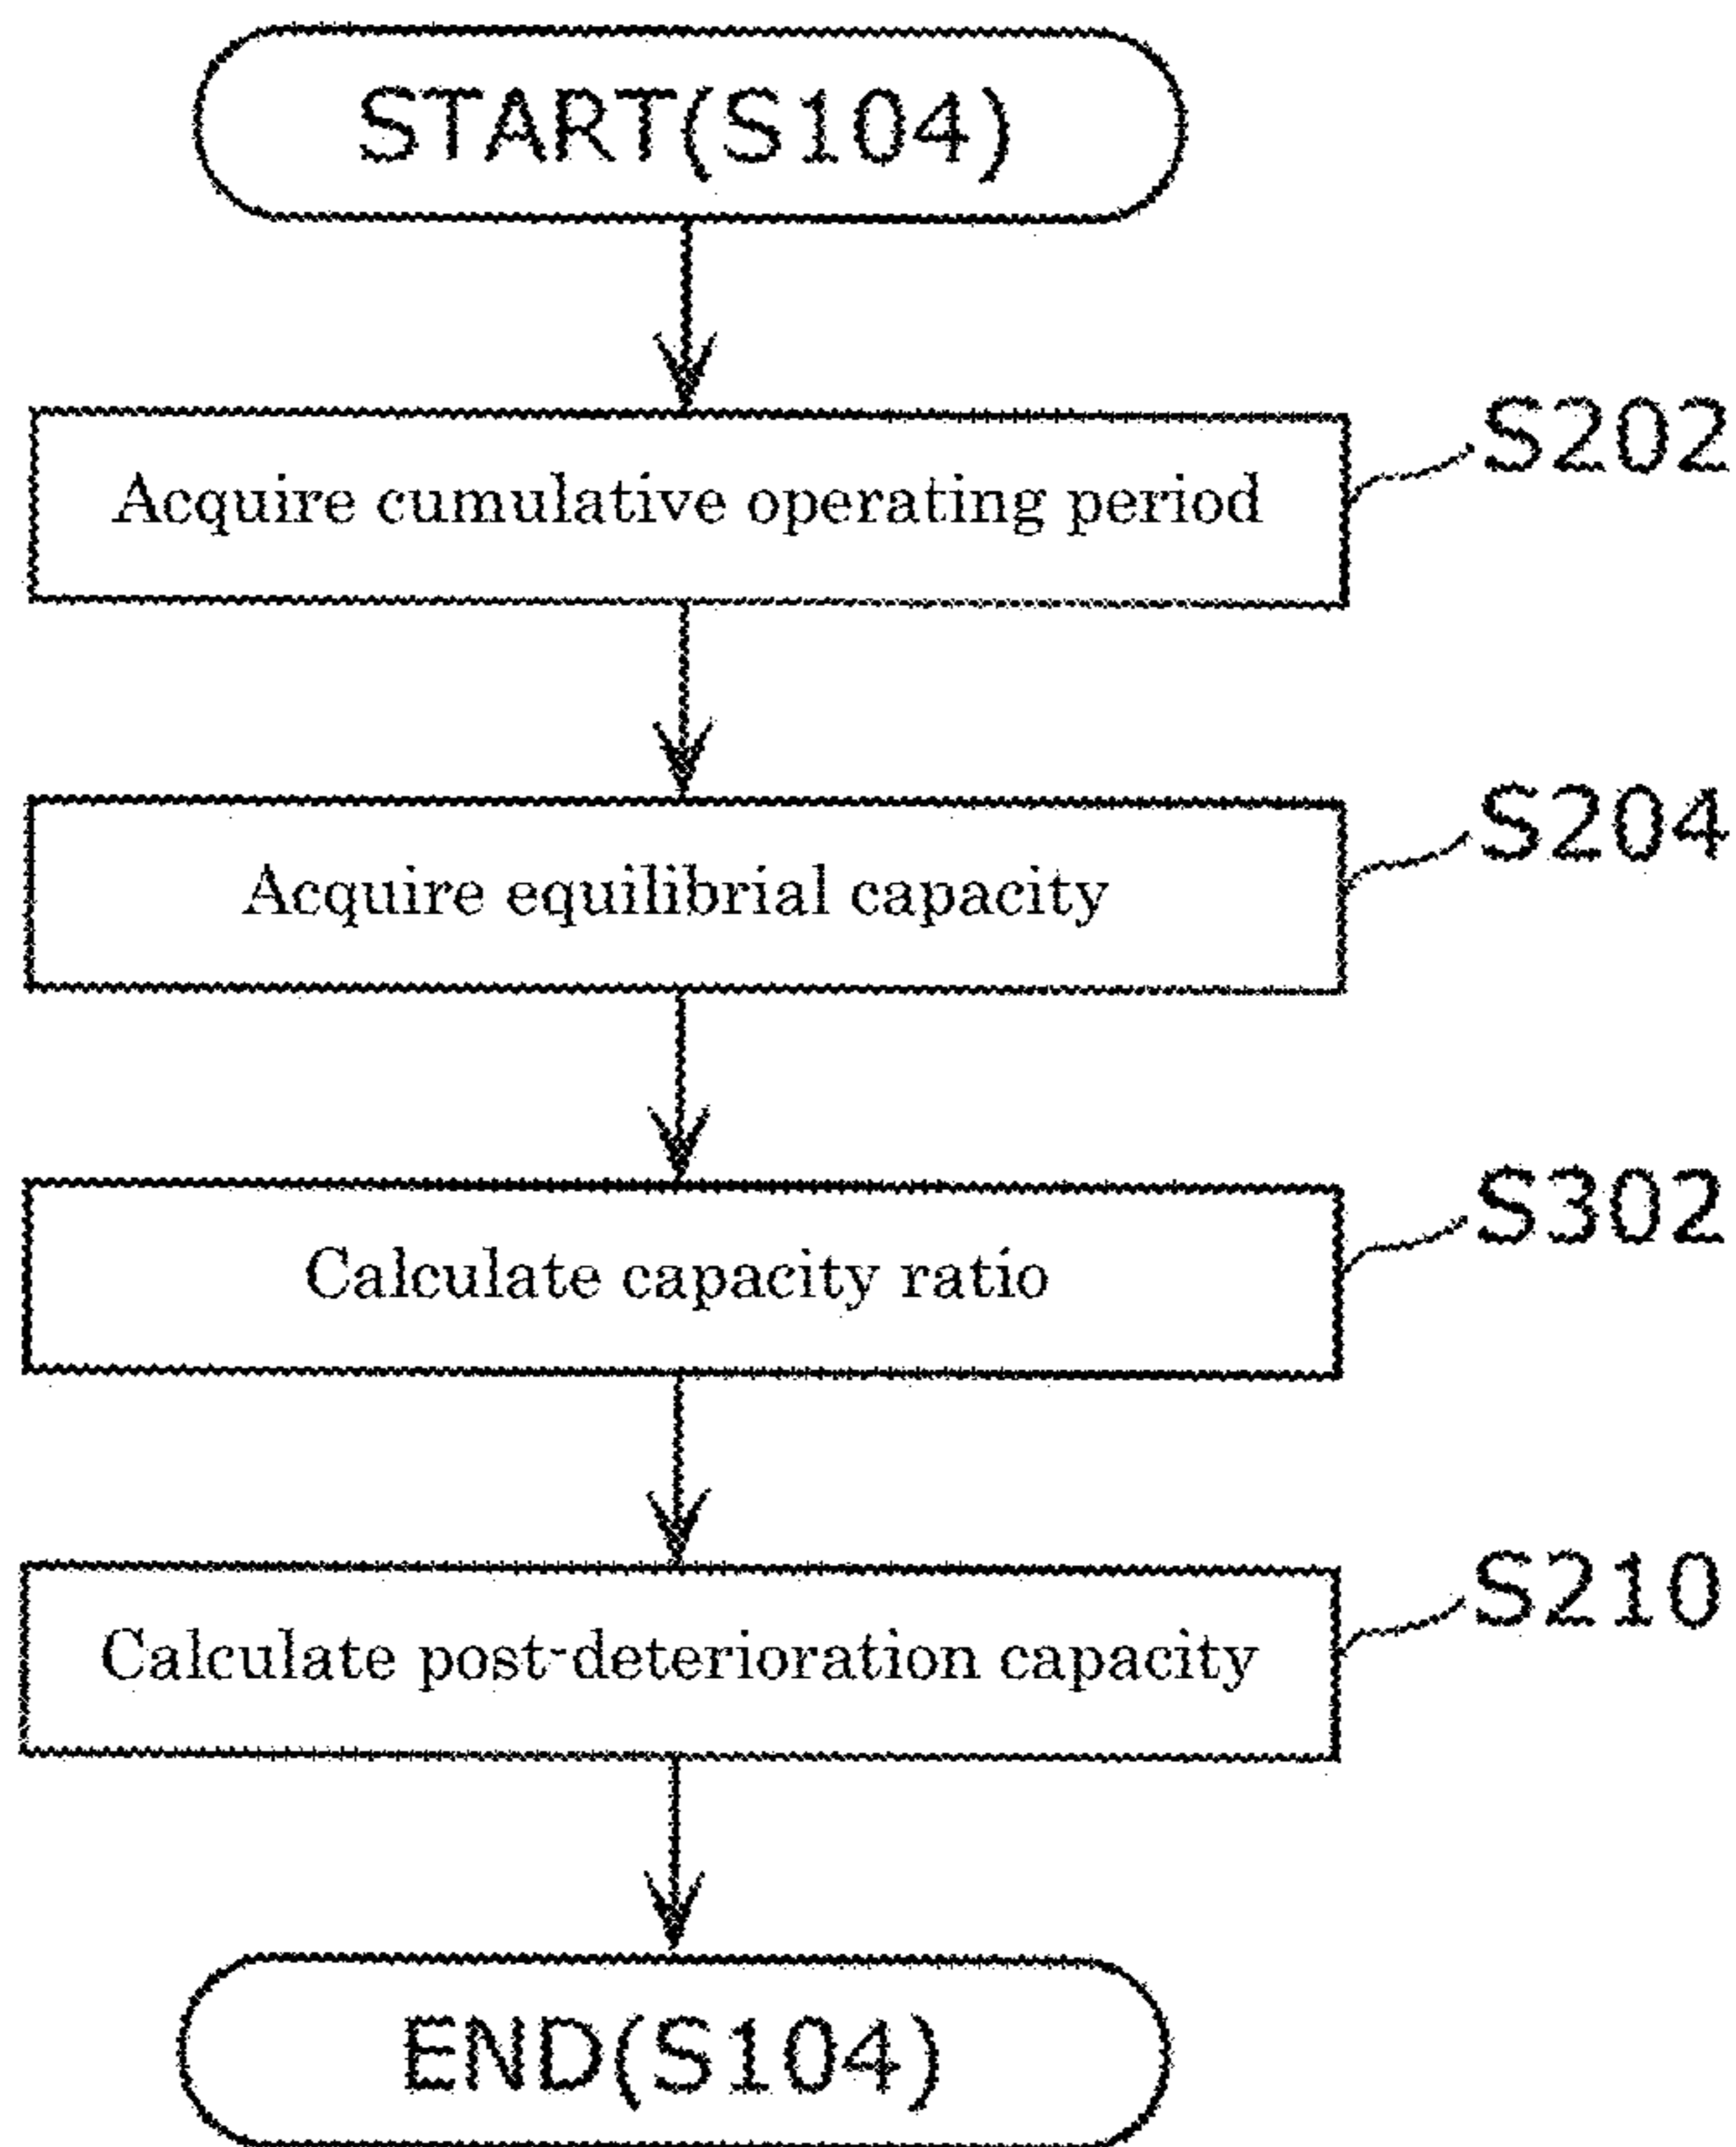 START(S104)
S202
Acquire cumulative operating period
S204
Acquire equilibrial capacity
S302
Calculate capacity ratio
S210
Calculate post-deterioration capacity
END(S104)